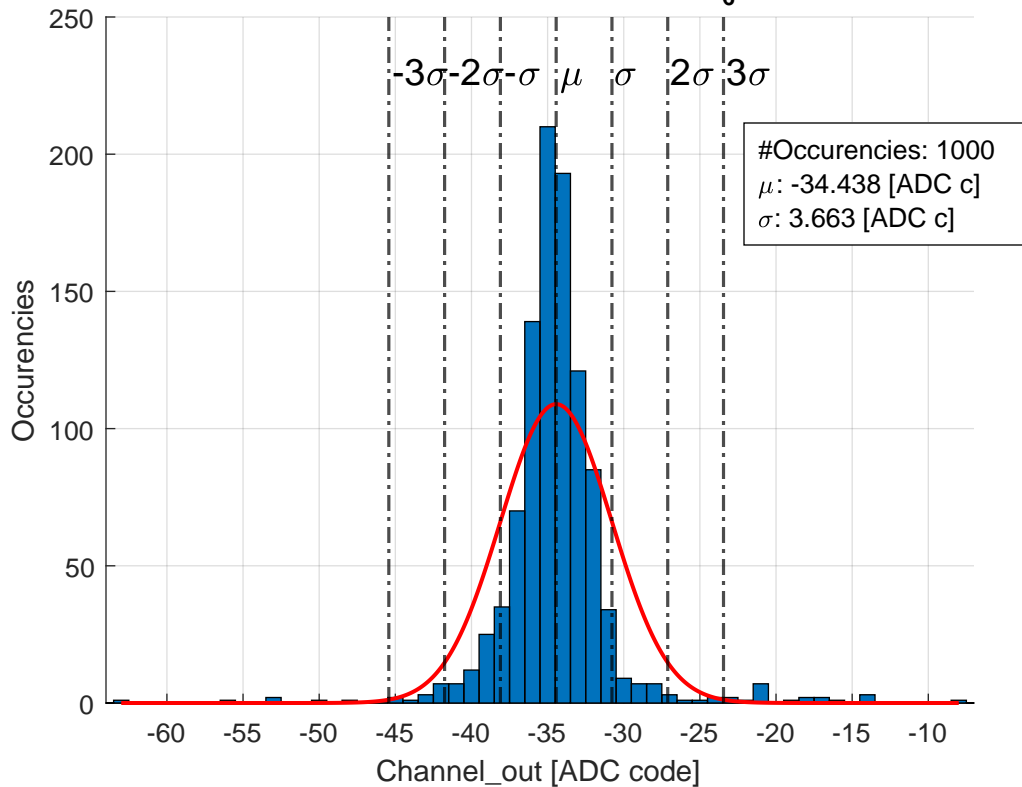 250
200
150
100
50
0
-3σ -2σ -σ μ σ 2σ 3σ
#Occurencies: 1000
μ: -34.438 [ADC c]
σ: 3.663 [ADC c]
Occurencies
-60 -55 -50 -45 -40 -35 -30 -25 -20 -15 -10
Channel_out [ADC code]